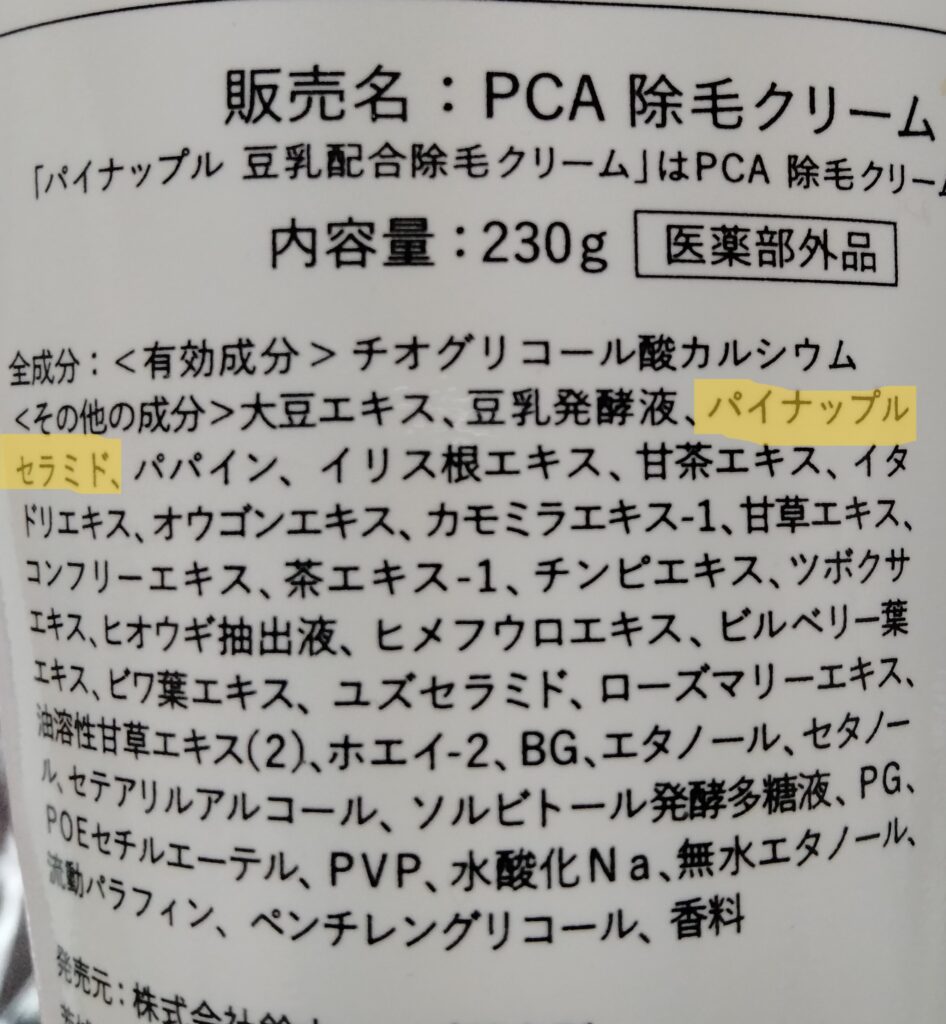 販売名：PCA 除毛クリーム
「パイナップル 豆乳配合除毛クリーム」はPCA 除毛クリーム
内容量：230g 医薬部外品
全成分：＜有効成分＞チオグリコール酸カルシウム
＜その他の成分＞大豆エキス、豆乳発酵液、パイナップル
セラミド、パパイン、イリス根エキス、甘茶エキス、イタ
ドリエキス、オウゴンエキス、カモミラエキス-1、甘草エキス、
コンフリーエキス、茶エキス-1、チンピエキス、ツボクサ
エキス、ヒオウギ抽出液、ヒメフウロエキス、ビルベリー葉
エキス、ビワ葉エキス、ユズセラミド、ローズマリーエキス、
油溶性甘草エキス(2)、ホエイ-2、BG、エタノール、セタノー
ル、セテアリルアルコール、ソルビトール発酵多糖液、PG、
POEセチルエーテル、PVP、水酸化Na、無水エタノール、
流動パラフィン、ペンチレングリコール、香料
発売元：株式会社鈴